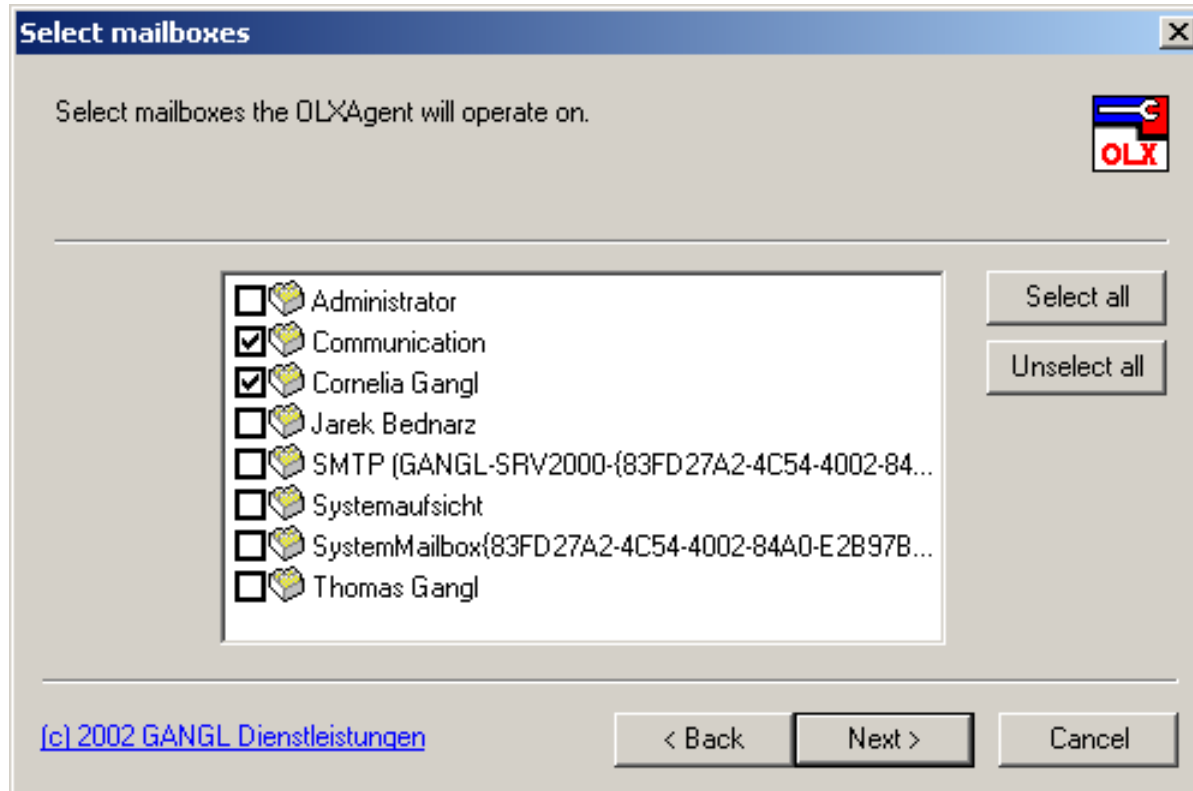 Select mailboxes
Select mailboxes the OLXAgent will operate on.
OLX
Administrator
Communication
Cornelia Gangl
Jarek Bednarz
SMTP (GANGL-SRV2000-{83FD27A2-4C54-4002-84...
Systemaufsicht
SystemMailbox{83FD27A2-4C54-4002-84A0-E2B97B...
Thomas Gangl
Select all
Unselect all
(c) 2002 GANGL Dienstleistungen
< Back
Next >
Cancel